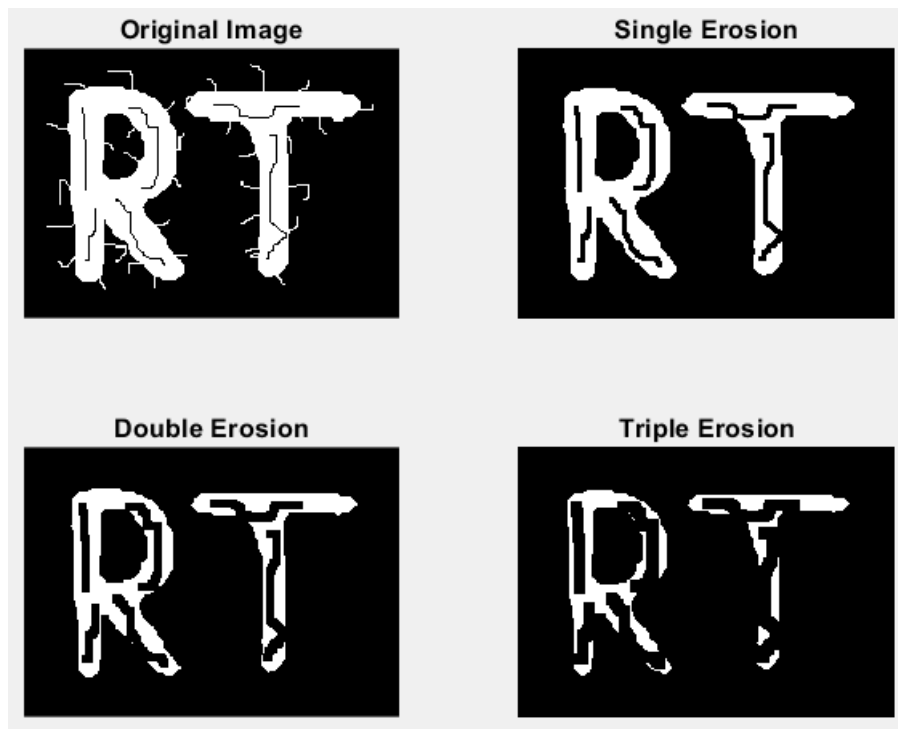 Original Image
Single Erosion
RT
RT
Double Erosion
Triple Erosion
RT
RT